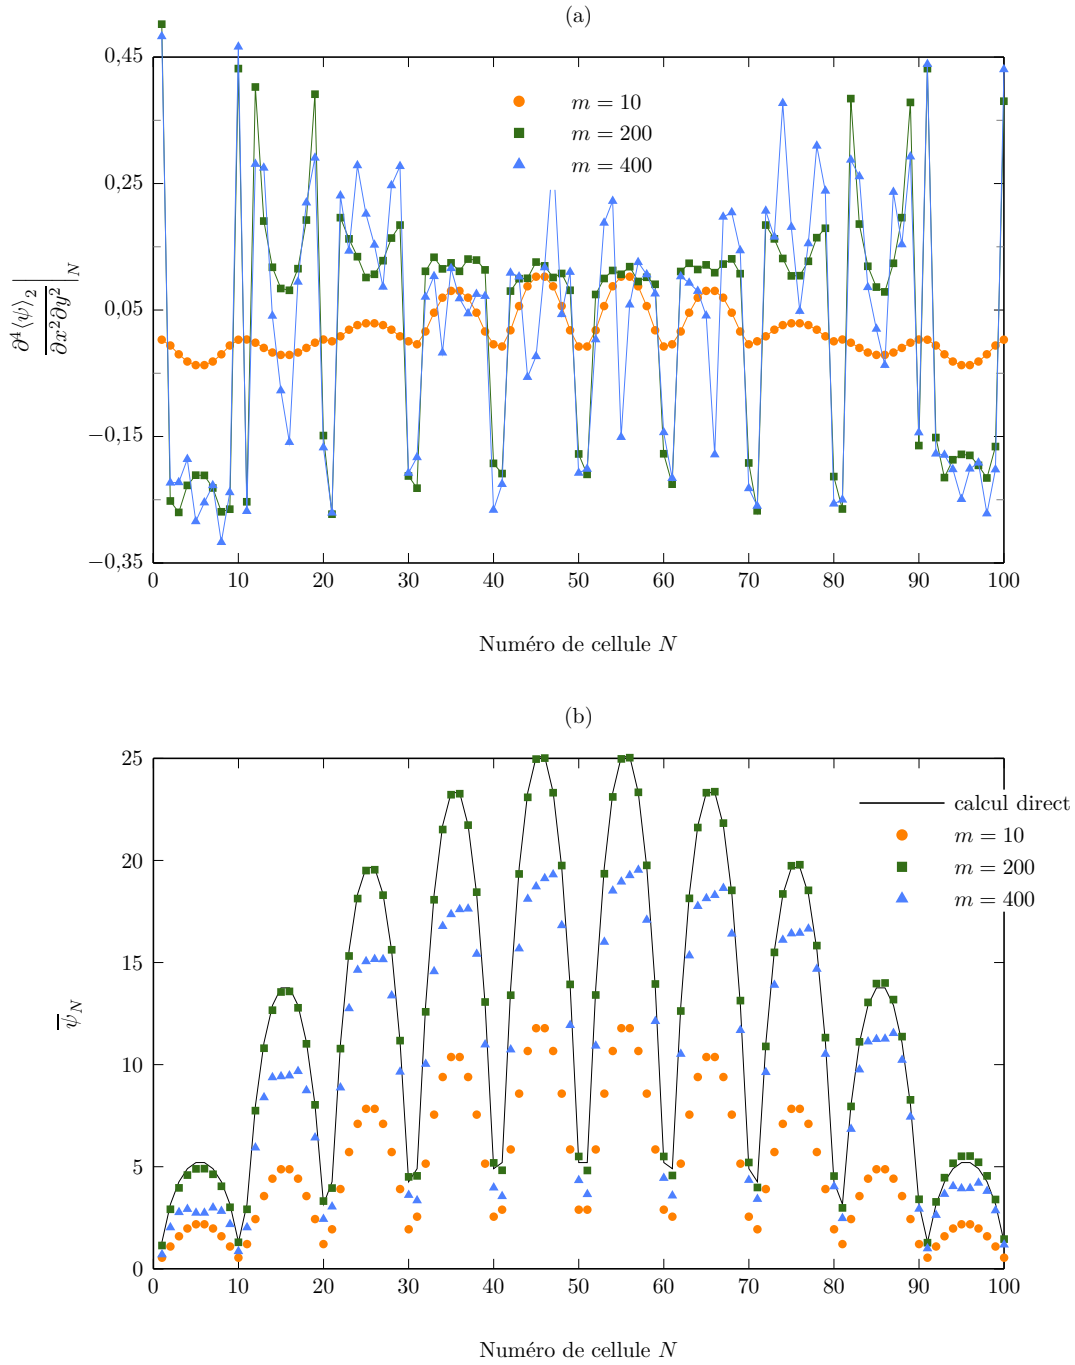 (a)
0,45
0,25
0,05
−0,15
−0,35
∂⁴⟨ψ⟩₂/∂x²∂y²|_N
m = 10
m = 200
m = 400
0 10 20 30 40 50 60 70 80 90 100
Numéro de cellule N
(b)
25
20
15
10
5
0
ψ̅_N
calcul direct
m = 10
m = 200
m = 400
0 10 20 30 40 50 60 70 80 90 100
Numéro de cellule N